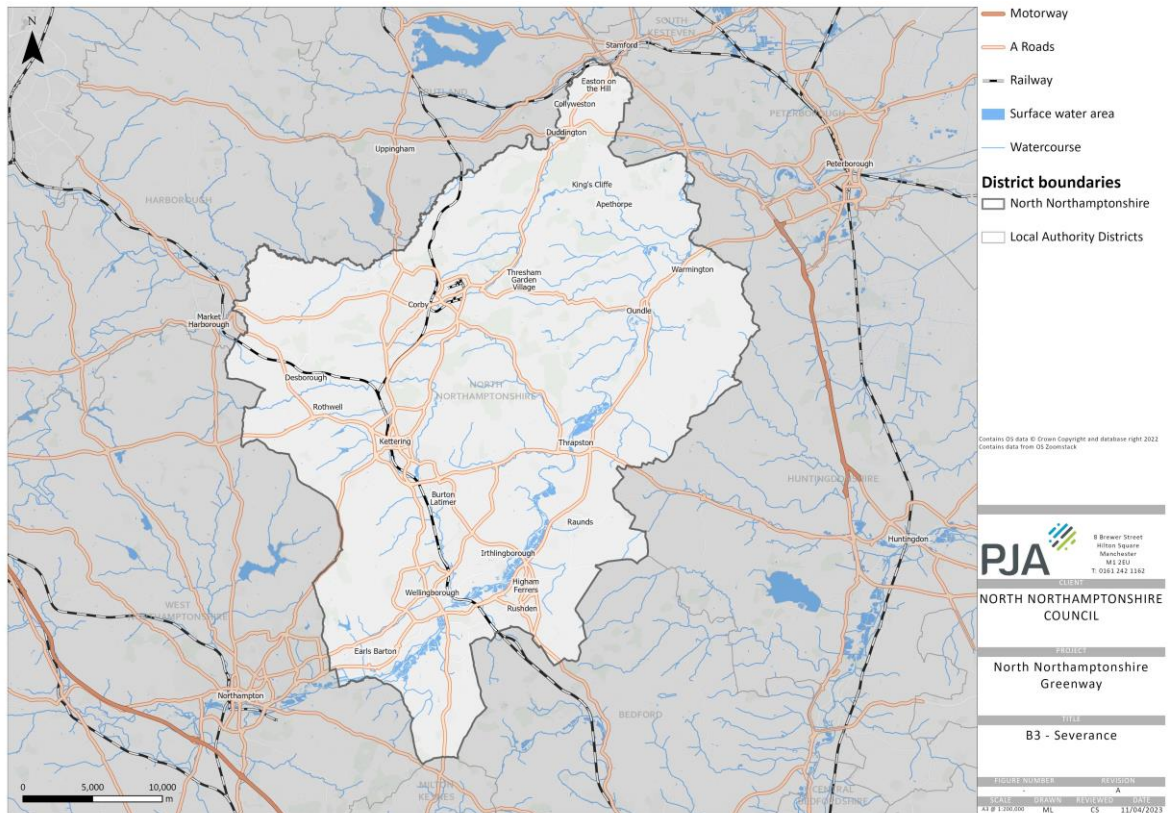 N
SOUTH
KESTEVEN
Stamford
Easton on
the Hill
Collyweston
RUTLAND
Duddington
PETERBOROUGH
Uppingham
Peterborough
King's Cliffe
HARBOROUGH
Apethorpe
Warmington
Thresham
Garden
Village
Corby
Oundle
Market
Harborough
Desborough
NORTH
NORTHAMPTONSHIRE
Rothwell
Kettering
Thrapston
HUNTINGDONSHIRE
Burton
Latimer
Raunds
Huntingdon
Irthlingborough
Higham
Ferrers
Wellingborough
Rushden
WEST
NORTHAMPTONSHIRE
Earls Barton
Northampton
BEDFORD
MILTON
KEYNES
CENTRAL
BEDFORDSHIRE
0 5,000 10,000
m
Motorway
A Roads
Railway
Surface water area
Watercourse
District boundaries
North Northamptonshire
Local Authority Districts
Contains OS data © Crown Copyright and database right 2022
Contains data from OS Zoomstack
PJA
8 Brewer Street
Hilton Square
Manchester
M1 2EU
T: 0161 242 1162
CLIENT
NORTH NORTHAMPTONSHIRE
COUNCIL
PROJECT
North Northamptonshire
Greenway
TITLE
B3 - Severance
FIGURE NUMBER REVISION
- A
SCALE DRAWN REVIEWED DATE
A3 @ 1:200,000 ML CS 11/04/2023